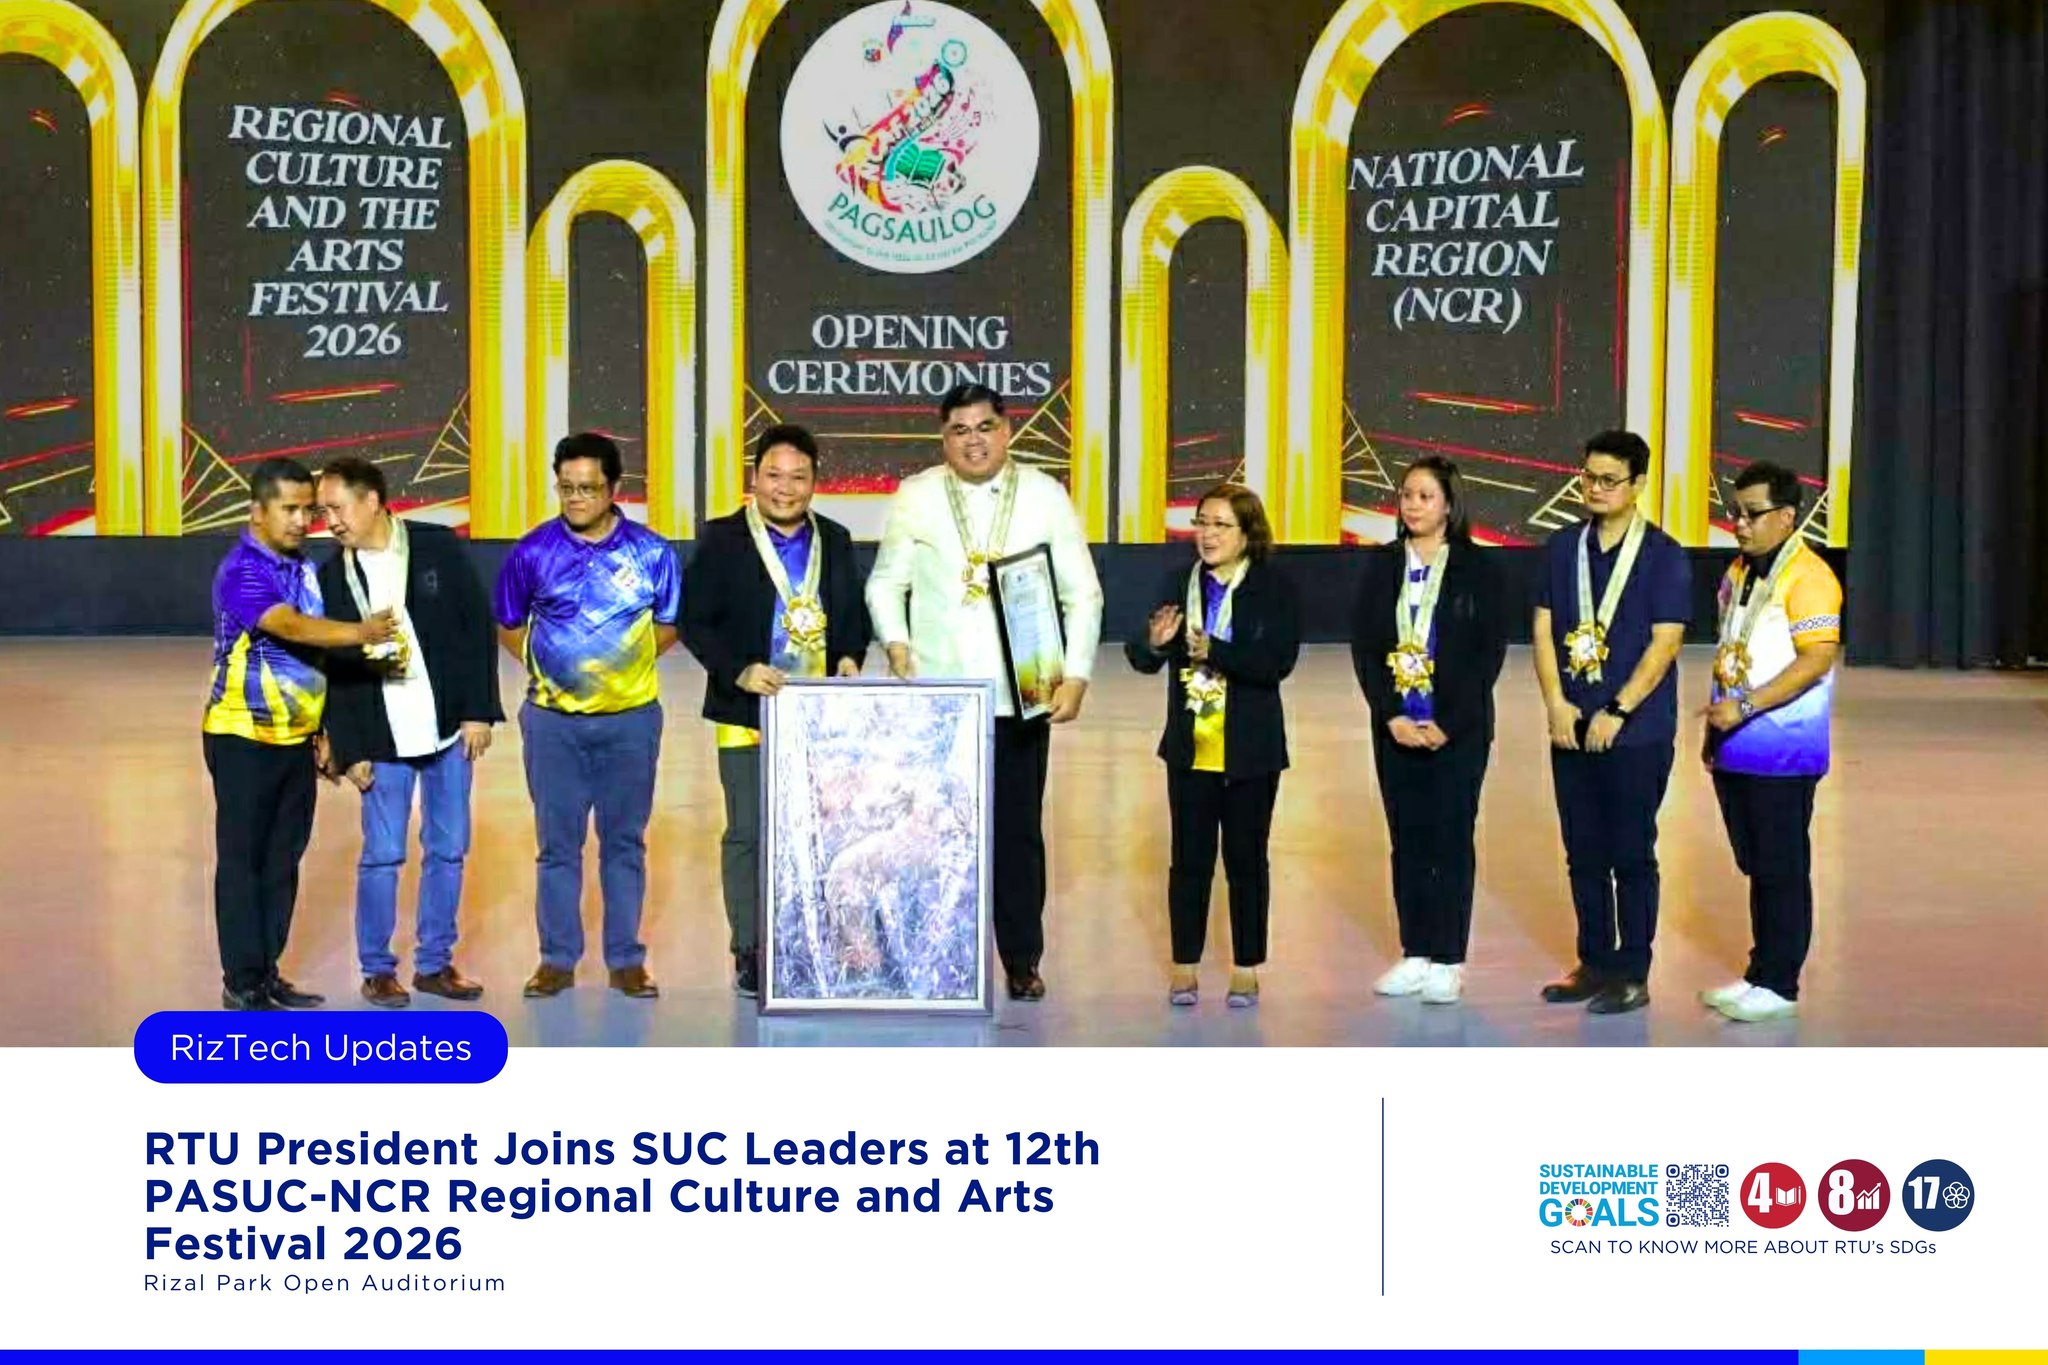 REGIONAL
CULTURE
AND THE
ARTS
FESTIVAL
2026
2026
PAGSAULOG
OPENING
CEREMONIES
NATIONAL
CAPITAL
REGION
(NCR)
RizTech Updates
RTU President Joins SUC Leaders at 12th
PASUC-NCR Regional Culture and Arts
Festival 2026
Rizal Park Open Auditorium
SUSTAINABLE
DEVELOPMENT
GOALS
4
8
17
SCAN TO KNOW MORE ABOUT RTU's SDGs